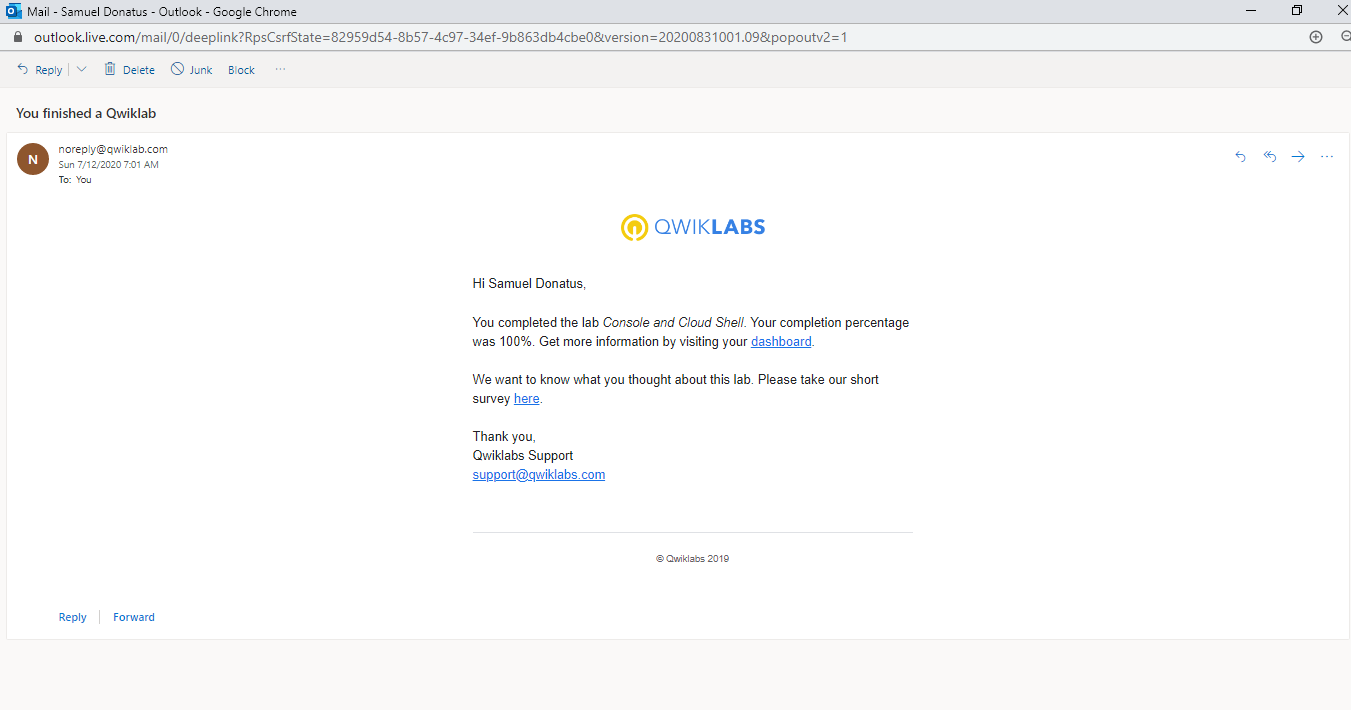 Mail - Samuel Donatus - Outlook - Google Chrome
outlook.live.com/mail/0/deeplink?RpsCsrfState=82959d54-8b57-4c97-34ef-9b863db4cbe0&version=20200831001.09&popoutv2=1
Reply Delete Junk Block ...
You finished a Qwiklab
N
noreply@qwiklab.com
Sun 7/12/2020 7:01 AM
To: You
QWIKLABS
Hi Samuel Donatus,
You completed the lab Console and Cloud Shell. Your completion percentage
was 100%. Get more information by visiting your dashboard.
We want to know what you thought about this lab. Please take our short
survey here.
Thank you,
Qwiklabs Support
support@qwiklabs.com
© Qwiklabs 2019
Reply Forward